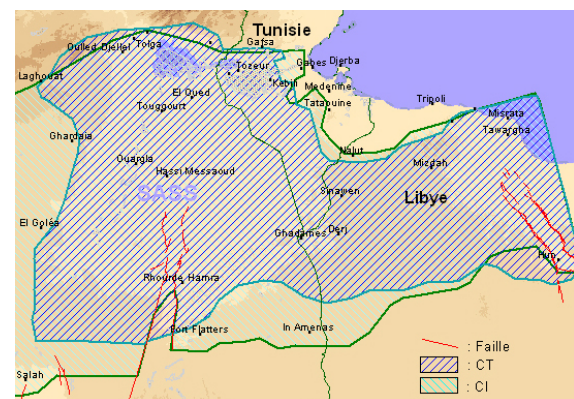 Tunisie
Gafsa
Ouled Djellel
Tolga
Gabes
Djerba
Laghouat
Tozeur
Kebili
Medenine
El Oued
Touggourt
Tataouine
Tripoli
Misrata
Tawargha
Ghardaia
Nalut
Ouargla
Hassi Messaoud
Mizdah
SASS
Sinawen
Libye
El Goléa
Ghadames
Derj
Hun
Rhourde Hamra
Fort Flatters
In Amenas
: Faille
: CT
Salah
: CI